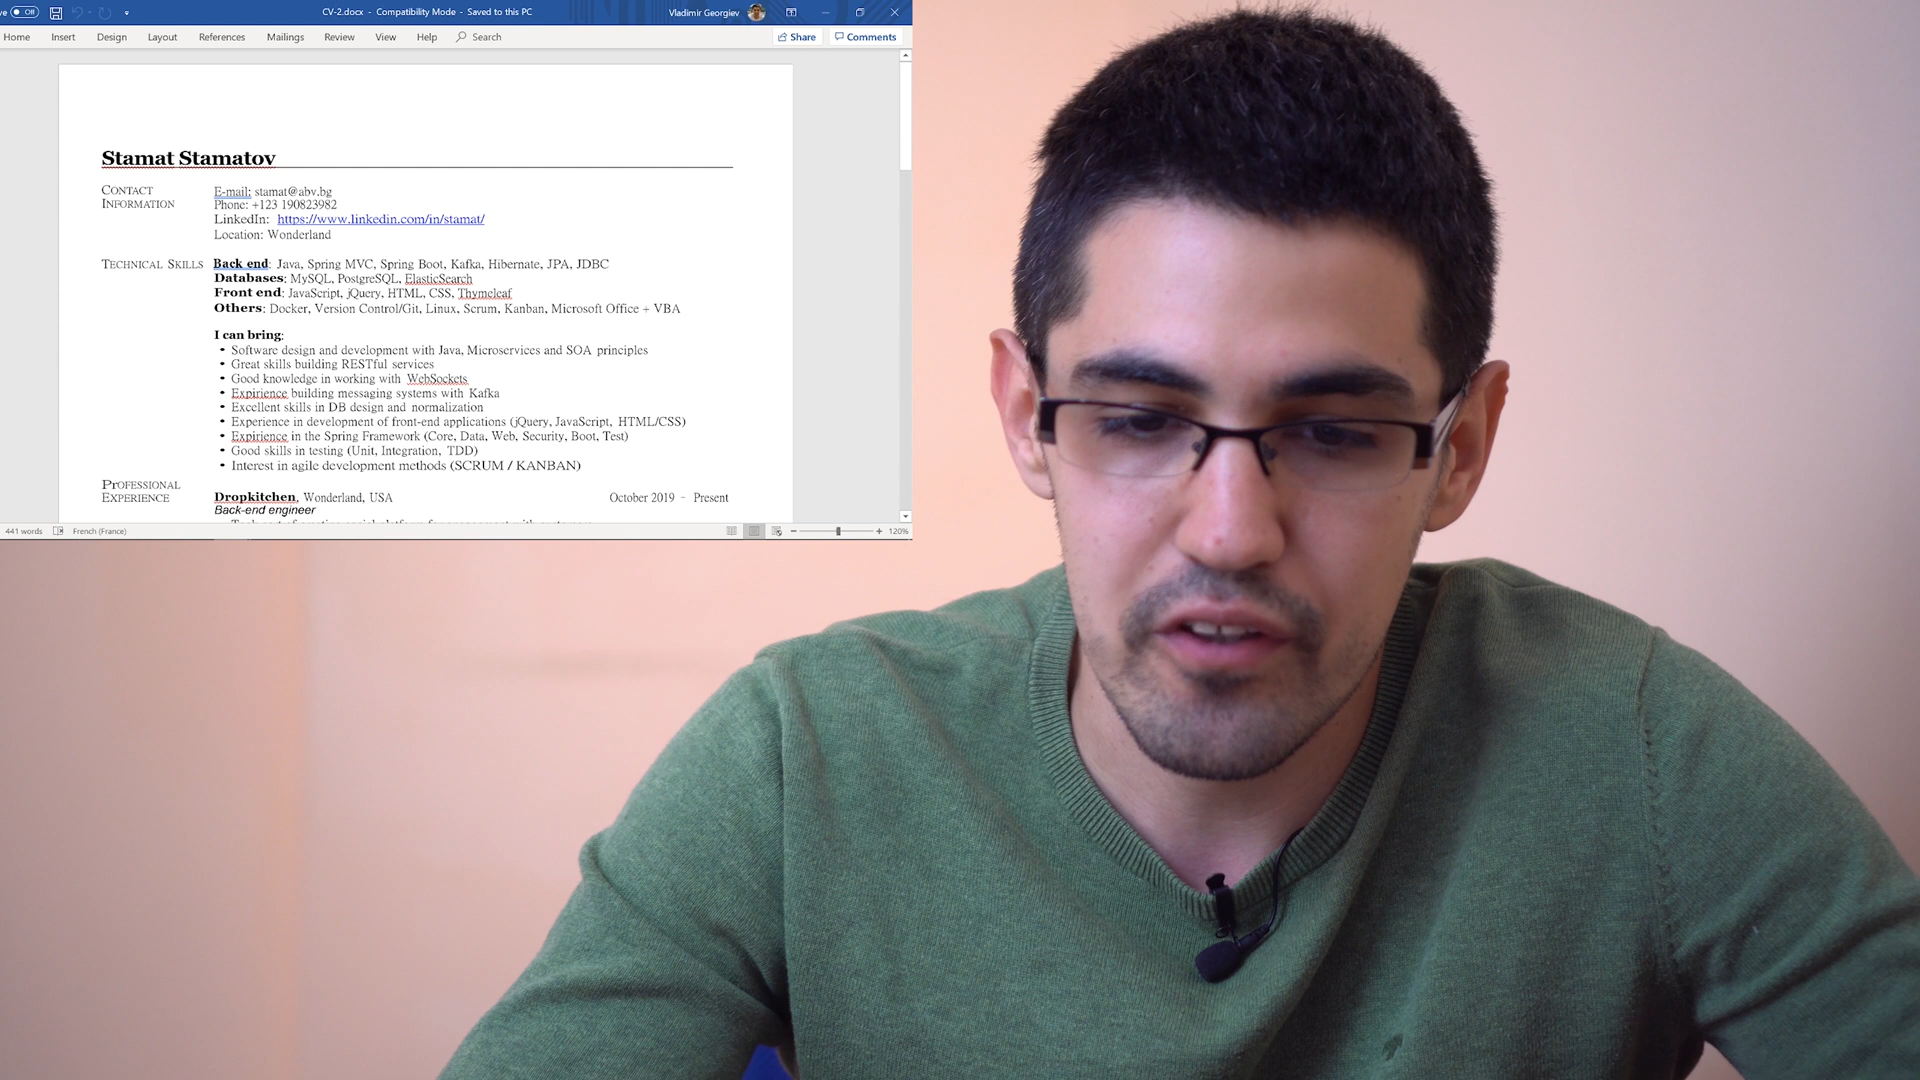 Off
CV-2.docx - Compatibility Mode - Saved to this PC
Vladimir Georgiev
Home Insert Design Layout References Mailings Review View Help Search Share Comments
Stamat Stamatov
CONTACT INFORMATION
E-mail: stamat@abv.bg
Phone: +123 190823982
LinkedIn: https://www.linkedin.com/in/stamat/
Location: Wonderland
TECHNICAL SKILLS
Back end: Java, Spring MVC, Spring Boot, Kafka, Hibernate, JPA, JDBC
Databases: MySQL, PostgreSQL, ElasticSearch
Front end: JavaScript, jQuery, HTML, CSS, Thymeleaf
Others: Docker, Version Control/Git, Linux, Scrum, Kanban, Microsoft Office + VBA
I can bring:
• Software design and development with Java, Microservices and SOA principles
• Great skills building RESTful services
• Good knowledge in working with WebSockets
• Expirience building messaging systems with Kafka
• Excellent skills in DB design and normalization
• Experience in development of front-end applications (jQuery, JavaScript, HTML/CSS)
• Expirience in the Spring Framework (Core, Data, Web, Security, Boot, Test)
• Good skills in testing (Unit, Integration, TDD)
• Interest in agile development methods (SCRUM / KANBAN)
PROFESSIONAL EXPERIENCE
Dropkitchen, Wonderland, USA October 2019 - Present
Back-end engineer
441 words French (France) 120%